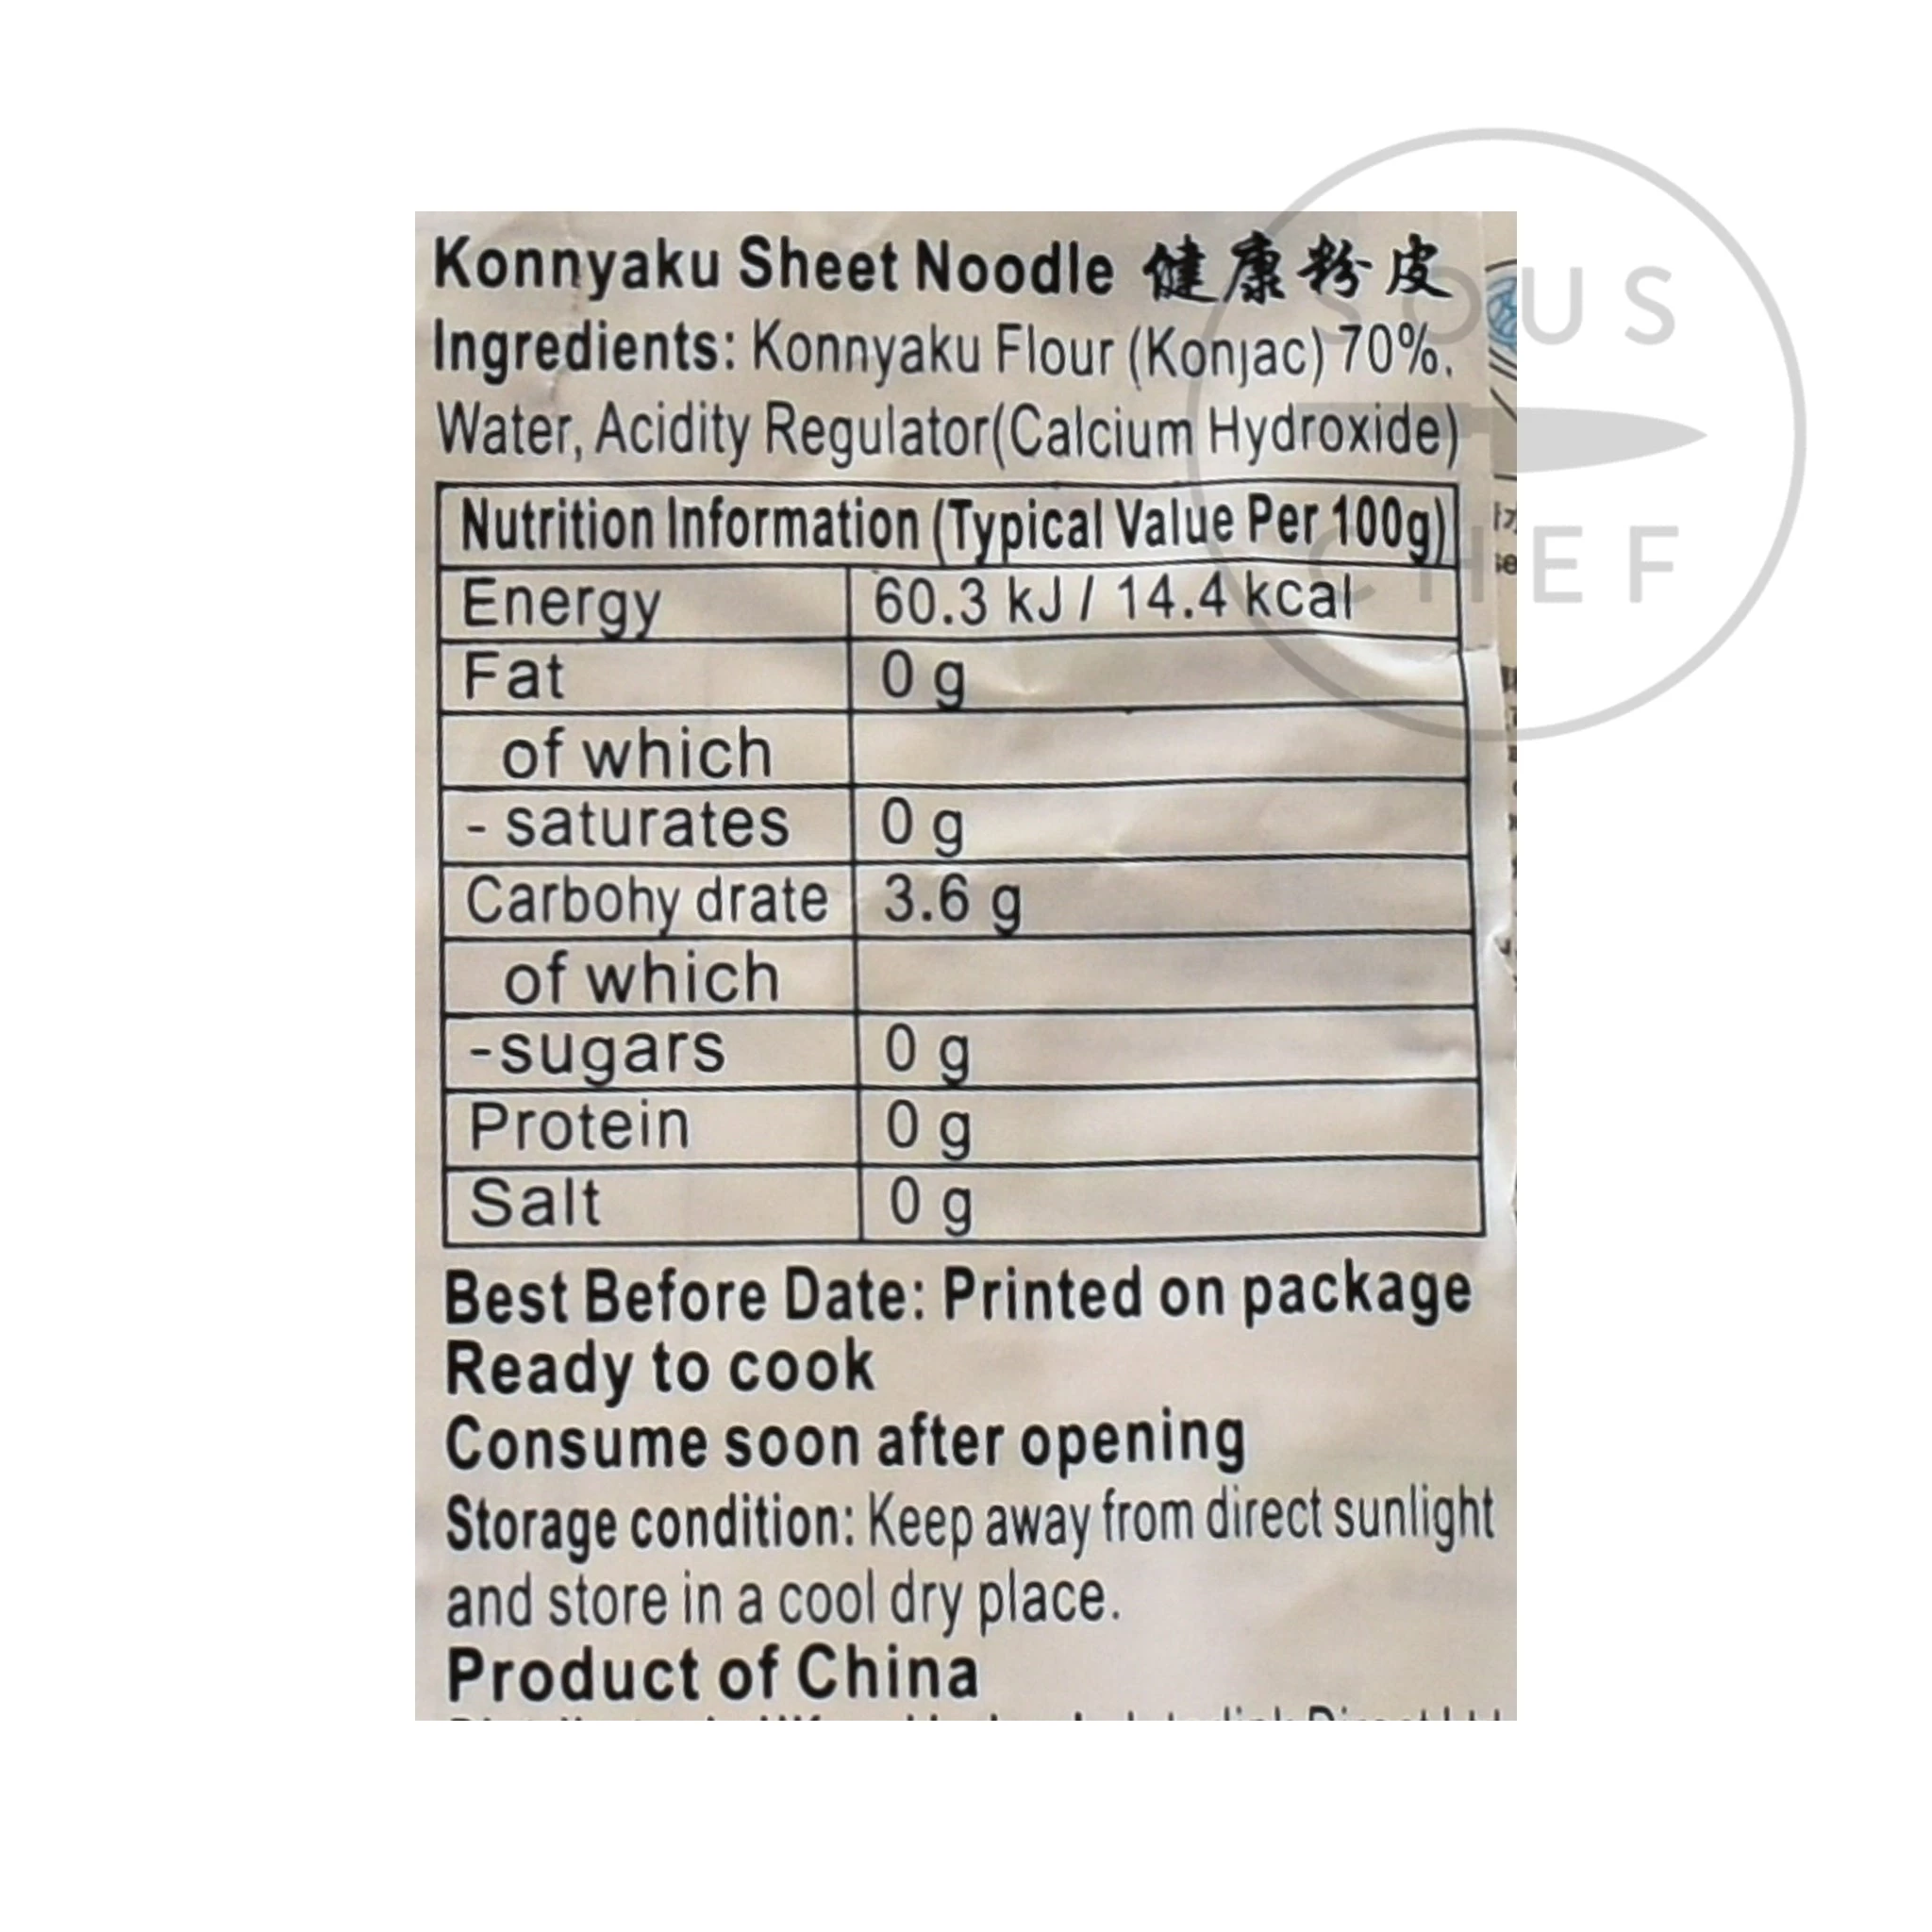 Konnyaku Sheet Noodle 健康粉皮
SOUS
Ingredients: Konnyaku Flour (Konjac) 70%.
Water, Acidity Regulator(Calcium Hydroxide)
Nutrition Information (Typical Value Per 100g)
CHEF
Energy 60.3 kJ / 14.4 kcal
Fat 0 g
of which
- saturates 0 g
Carbohy drate 3.6 g
of which
-sugars 0 g
Protein 0 g
Salt 0 g
Best Before Date: Printed on package
Ready to cook
Consume soon after opening
Storage condition: Keep away from direct sunlight
and store in a cool dry place.
Product of China